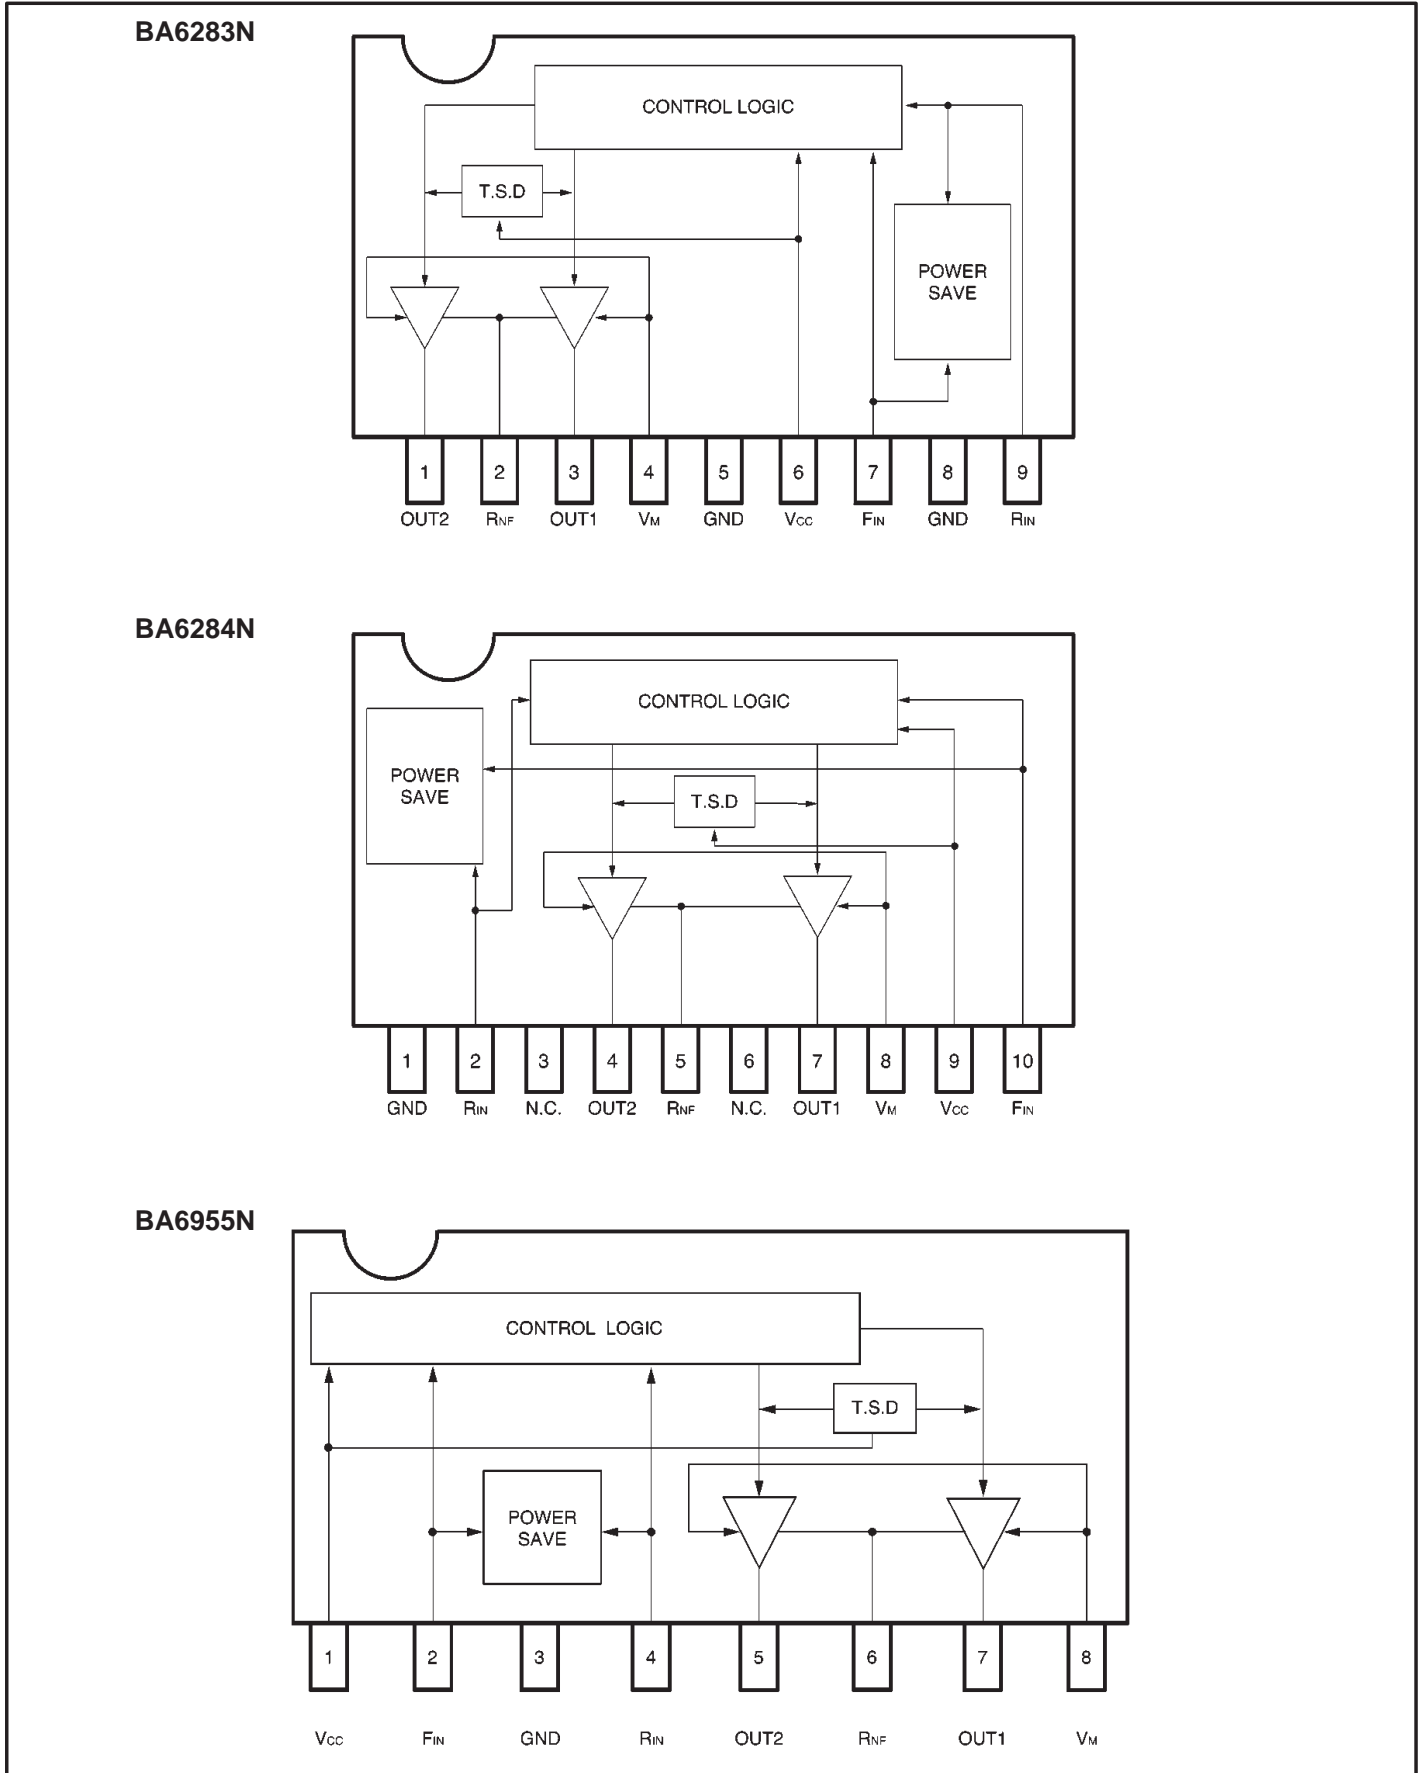 BA6283N
CONTROL LOGIC
T.S.D
POWER
SAVE
1 2 3 4 5 6 7 8 9
OUT2 RNF OUT1 VM GND VCC FIN GND RIN
BA6284N
CONTROL LOGIC
POWER
SAVE
T.S.D
1 2 3 4 5 6 7 8 9 10
GND RIN N.C. OUT2 RNF N.C. OUT1 VM VCC FIN
BA6955N
CONTROL LOGIC
T.S.D
POWER
SAVE
1 2 3 4 5 6 7 8
VCC FIN GND RIN OUT2 RNF OUT1 VM